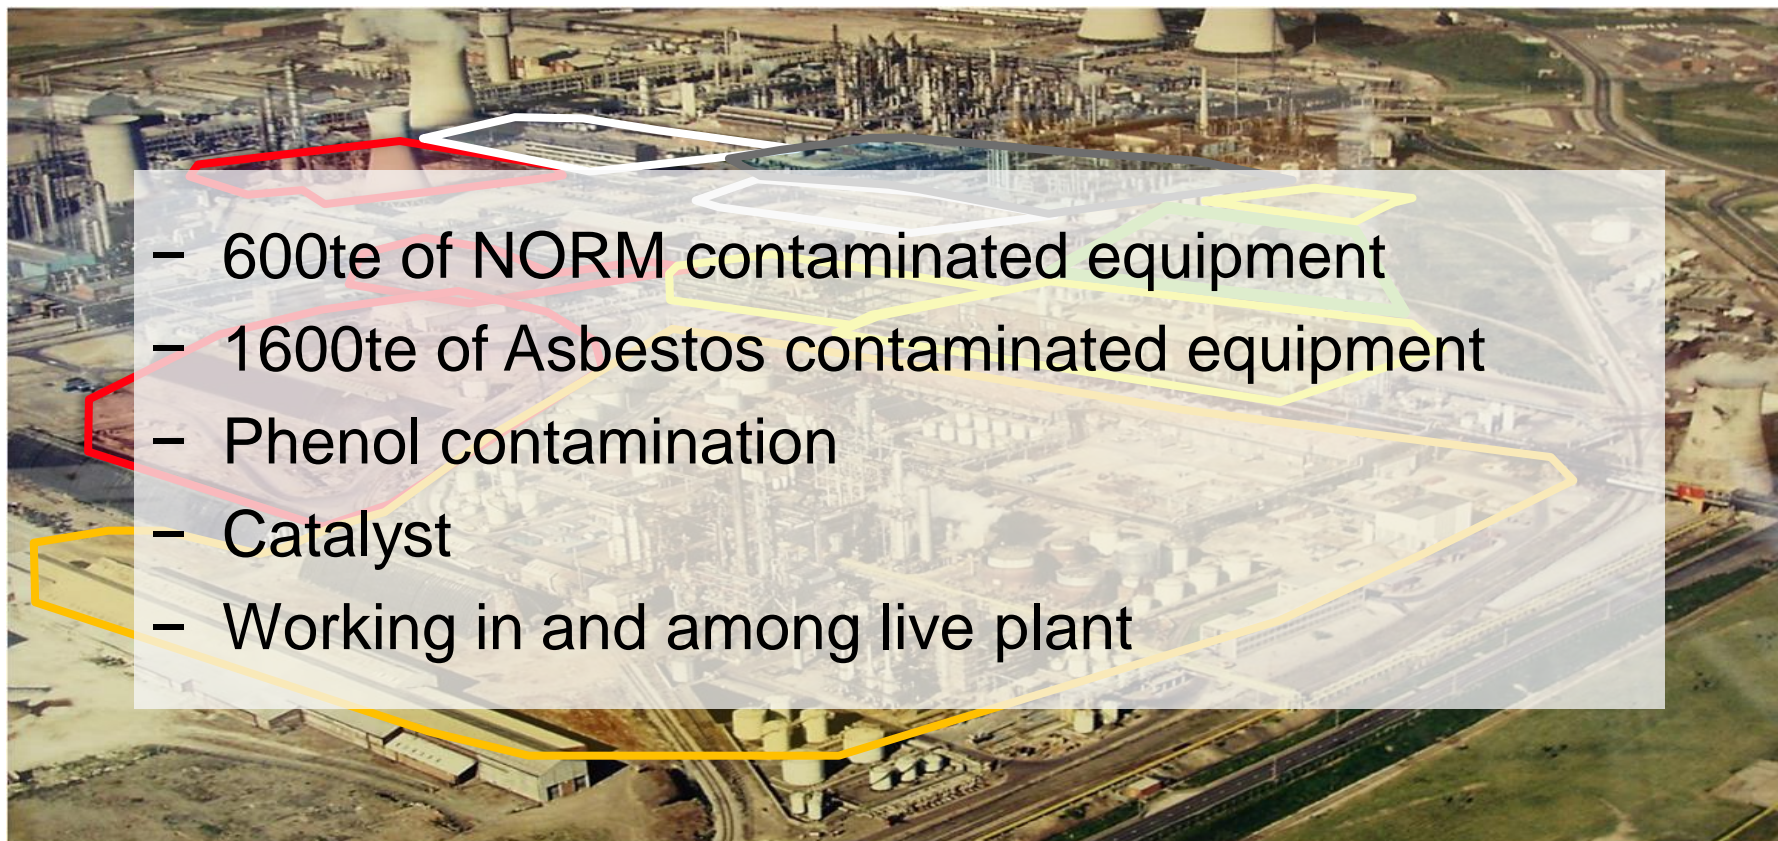 – 600te of NORM contaminated equipment
– 1600te of Asbestos contaminated equipment
– Phenol contamination
– Catalyst
– Working in and among live plant